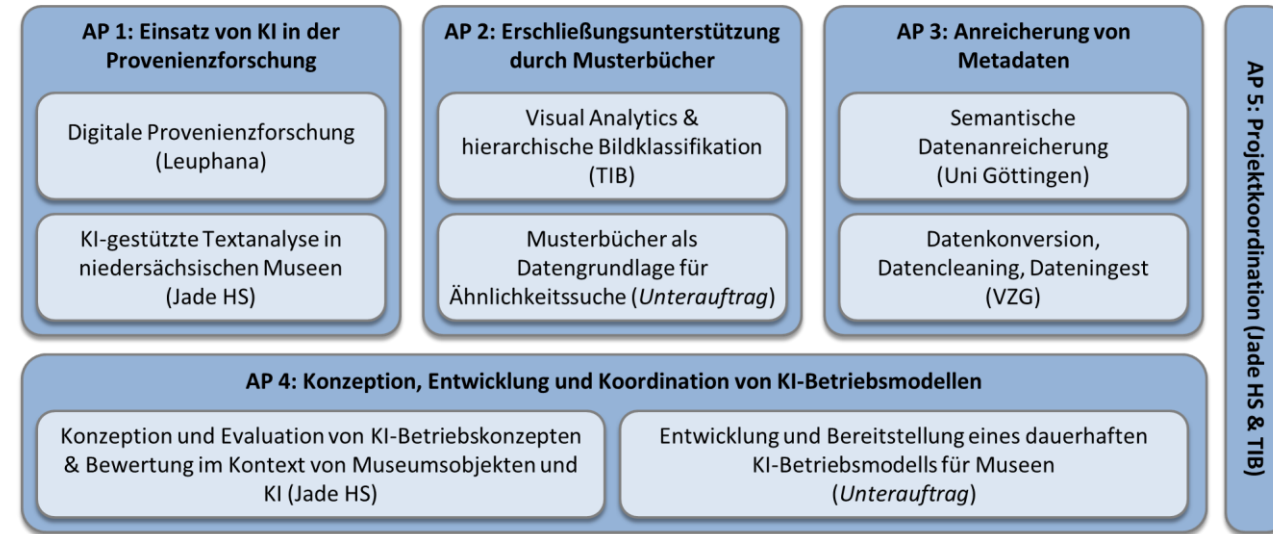 AP 1: Einsatz von KI in der
Provenienzforschung
Digitale Provenienzforschung
(Leuphana)
KI-gestützte Textanalyse in
niedersächsischen Museen
(Jade HS)
AP 2: Erschließungsunterstützung
durch Musterbücher
Visual Analytics &
hierarchische Bildklassifikation
(TIB)
Musterbücher als
Datengrundlage für
Ähnlichkeitssuche (Unterauftrag)
AP 3: Anreicherung von
Metadaten
Semantische
Datenanreicherung
(Uni Göttingen)
Datenkonversion,
Datencleaning, Dateningest
(VZG)
AP 4: Konzeption, Entwicklung und Koordination von KI-Betriebsmodellen
Konzeption und Evaluation von KI-Betriebskonzepten
& Bewertung im Kontext von Museumsobjekten und
KI (Jade HS)
Entwicklung und Bereitstellung eines dauerhaften
KI-Betriebsmodells für Museen
(Unterauftrag)
AP 5: Projektkoordination (Jade HS & TIB)